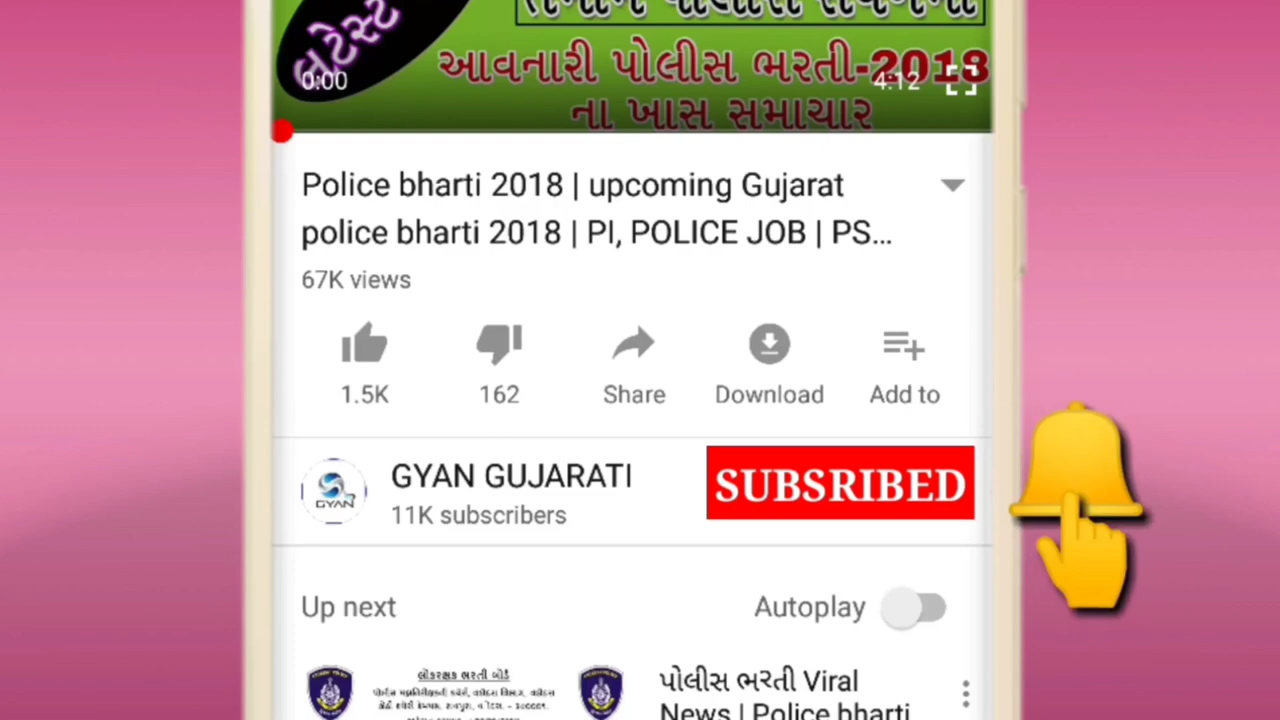 લેટેસ્ટ
આવનારી પોલીસ ભરતી-2018
0:00
4:12
ના ખાસ સમાચાર
Police bharti 2018 | upcoming Gujarat
police bharti 2018 | PI, POLICE JOB | PS...
67K views
1.5K
162
Share
Download
Add to
GYAN
GYAN GUJARATI
11K subscribers
SUBSRIBED
Up next
Autoplay
લોકરક્ષક ભરતી બોર્ડ
પોલીસ ભરતી Viral
News | Police bharti